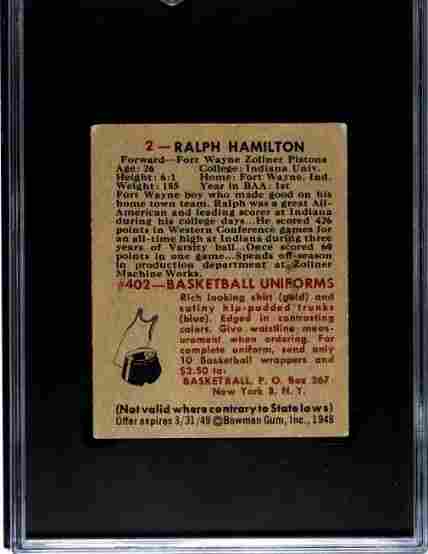 2—RALPH HAMILTON
Forward—Fort Wayne Zollner Pistons
Age: 26 College: Indiana Univ.
Height: 6:1 Home: Fort Wayne, Ind.
Weight: 185 Year in BAA: 1st
Fort Wayne boy who made good on his
home town team. Ralph was a great All-
American and leading scorer at Indiana
during his college days...He scored 426
points in Western Conference games for
an all-time high at Indiana during three
years of Varsity ball...Once scored 60
points in one game...Spends off-season
in production department at Zollner
Machine Works.
#402—BASKETBALL UNIFORMS
Rich looking shirt (gold) and
satiny hip-padded trunks
(blue). Edged in contrasting
colors. Give waistline meas-
urement when ordering. For
complete uniform, send only
10 Basketball wrappers and
$2.50 to:
BASKETBALL, P. O. Box 267
New York 8, N. Y.
(Not valid where contrary to State laws)
Offer expires 3/31/49 ©Bowman Gum, Inc., 1948